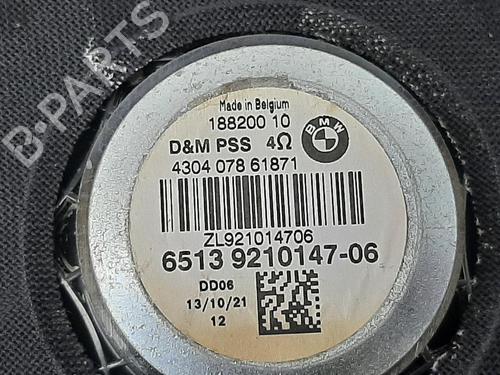 B-PARTS
Made in Belgium
188200 10
D&M PSS 4Ω
BMW
4304 078 61871
ZL921014706
6513 9210147-06
DD06
13/10/21
12